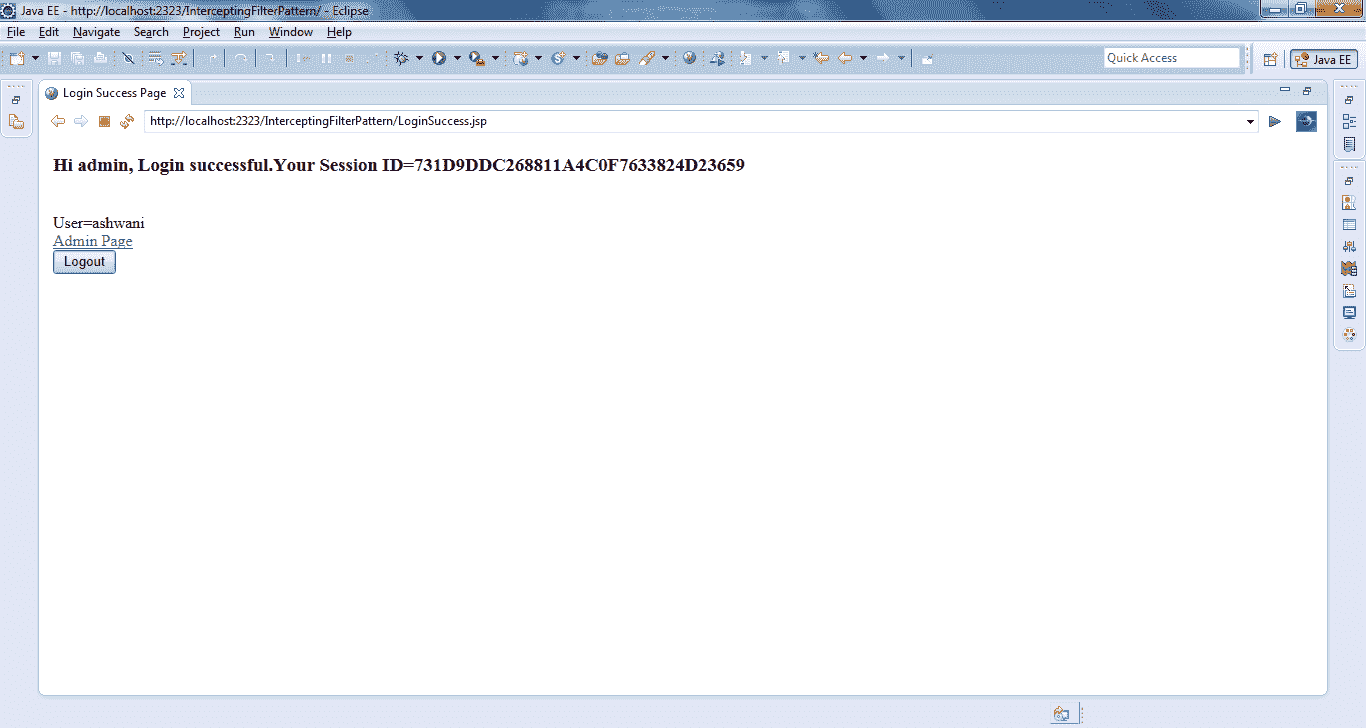 Java EE - http://localhost:2323/InterceptingFilterPattern/ - Eclipse
File Edit Navigate Search Project Run Window Help
Quick Access
Java EE
Login Success Page
http://localhost:2323/InterceptingFilterPattern/LoginSuccess.jsp
Hi admin, Login successful.Your Session ID=731D9DDC268811A4C0F7633824D23659
User=ashwani
Admin Page
Logout